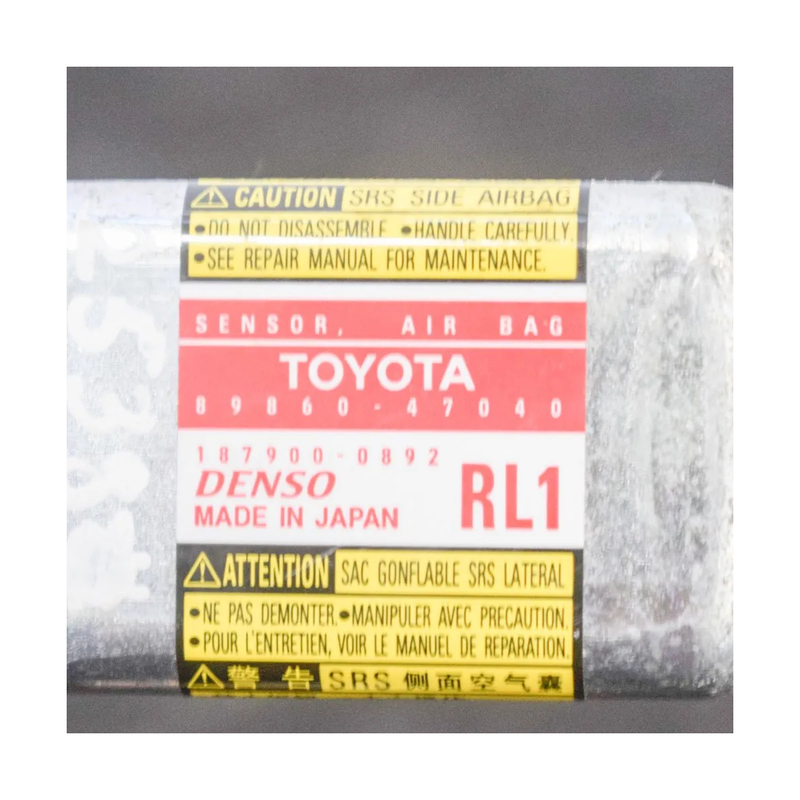 CAUTION SRS SIDE AIRBAG
•DO NOT DISASSEMBLE •HANDLE CAREFULLY.
•SEE REPAIR MANUAL FOR MAINTENANCE.
SENSOR, AIR BAG
TOYOTA
89860-47040
187900-0892
DENSO
MADE IN JAPAN
RL1
ATTENTION SAC GONFLABLE SRS LATERAL
•NE PAS DEMONTER.•MANIPULER AVEC PRECAUTION.
•POUR L'ENTRETIEN, VOIR LE MANUEL DE REPARATION.
警告 SRS 侧面空气囊